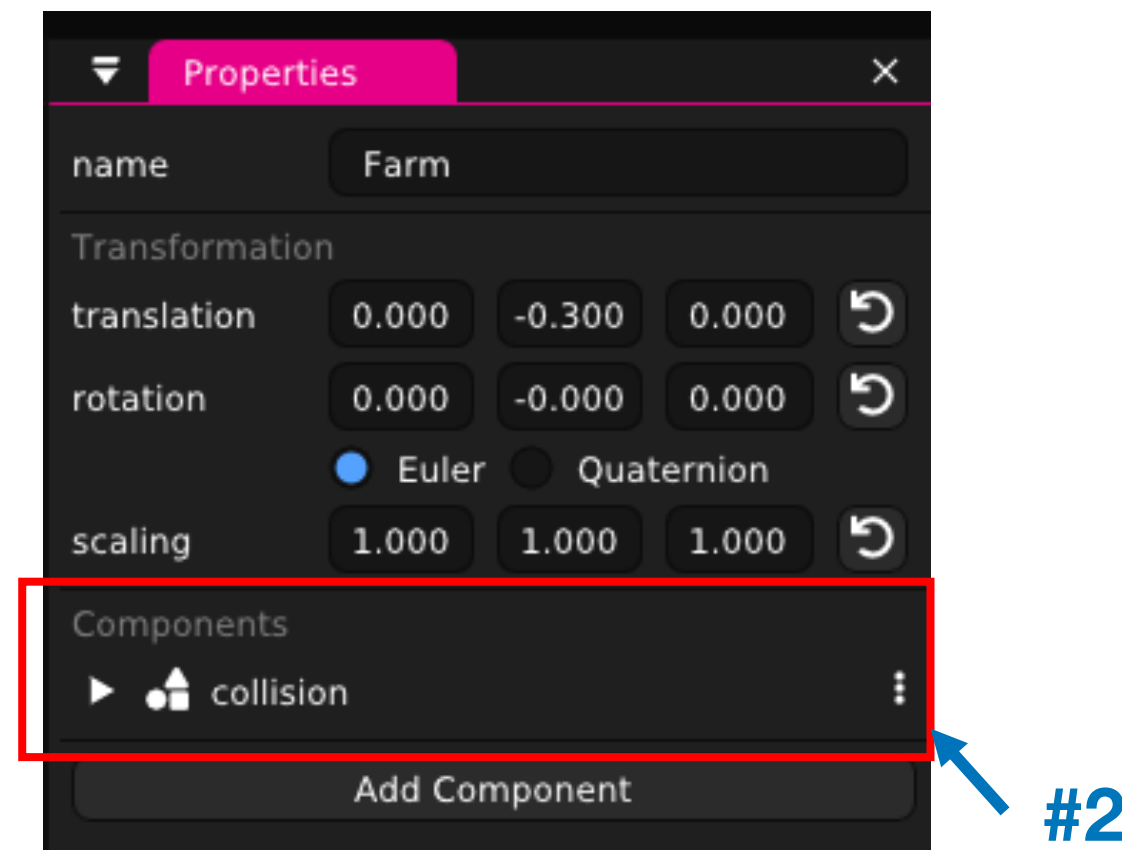 Properties
name Farm
Transformation
translation 0.000 -0.300 0.000
rotation 0.000 -0.000 0.000
Euler Quaternion
scaling 1.000 1.000 1.000
Components
collision
Add Component
#2